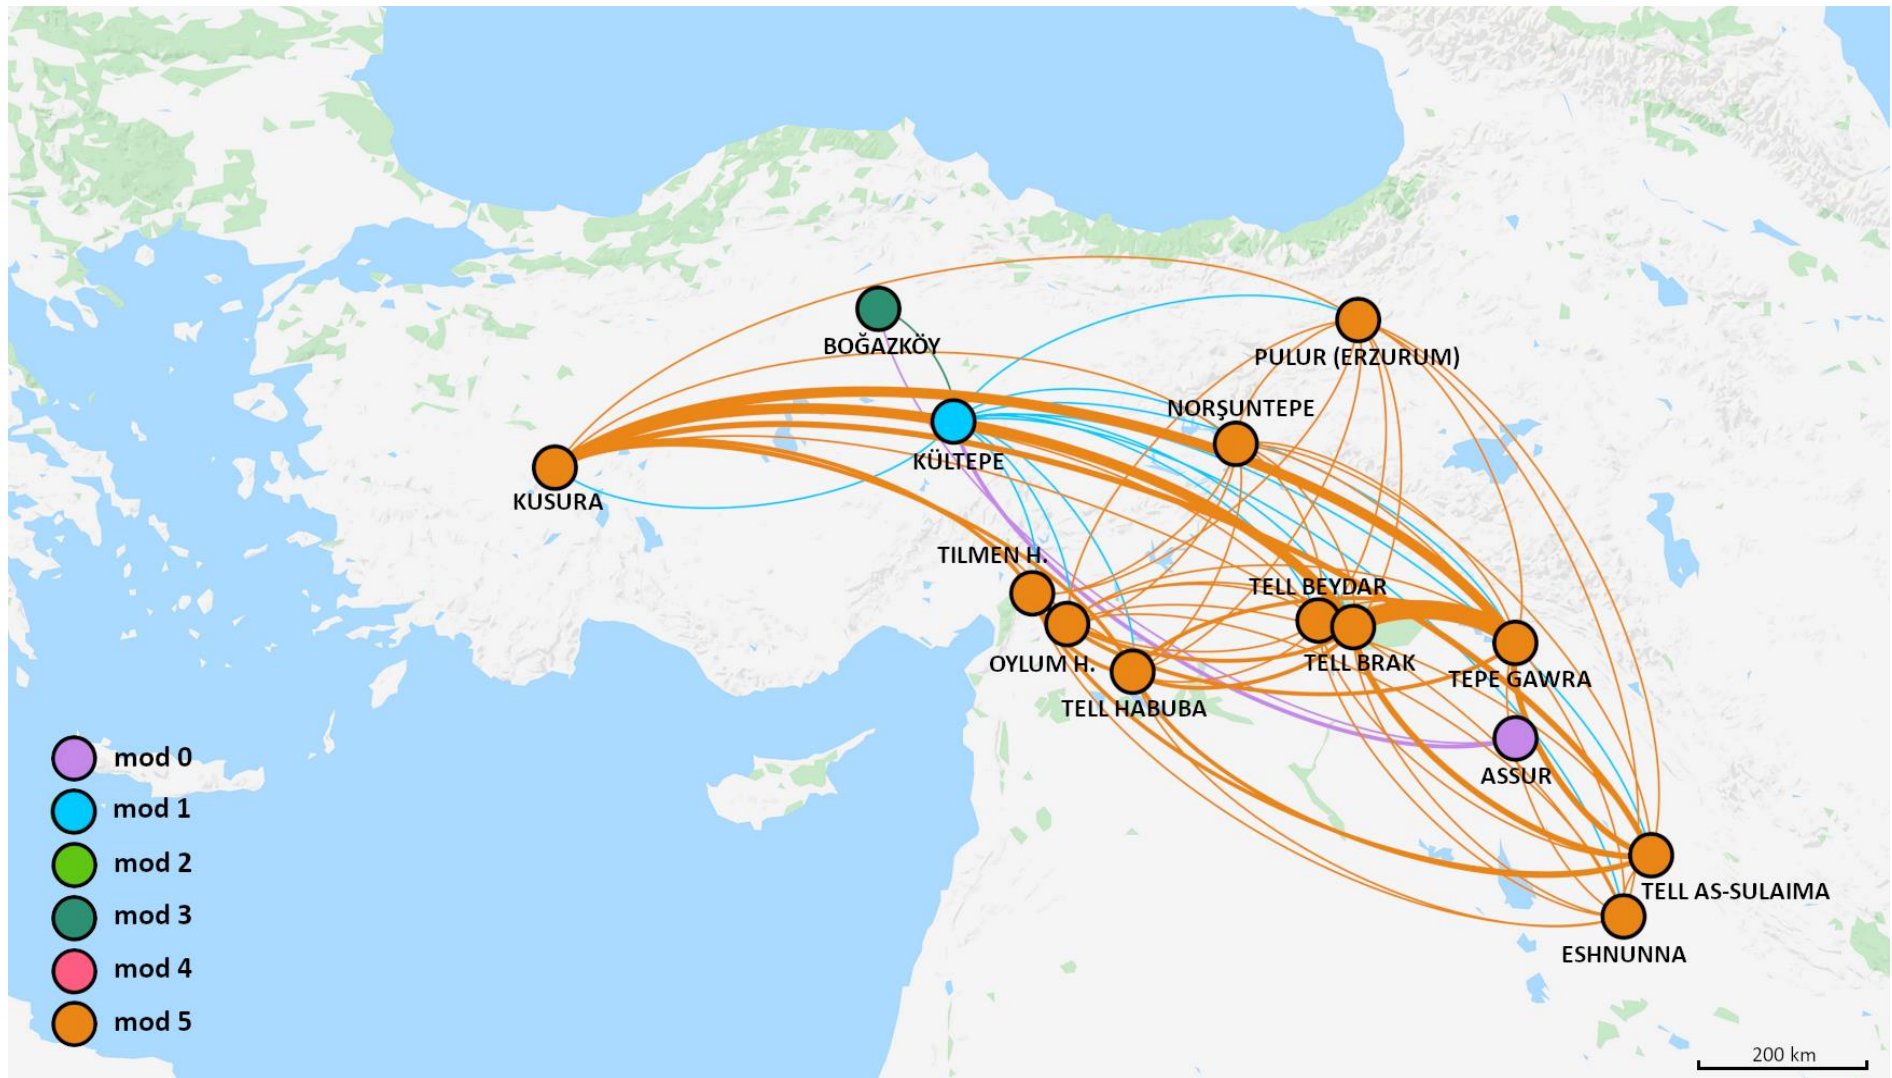 BOĞAZKÖY
PULUR (ERZURUM)
NORŞUNTEPE
KÜLTEPE
KUSURA
TILMEN H.
TELL BEYDAR
OYLUM H.
TELL BRAK
TEPE GAWRA
TELL HABUBA
ASSUR
TELL AS-SULAIMA
ESHNUNNA
mod 0
mod 1
mod 2
mod 3
mod 4
mod 5
200 km